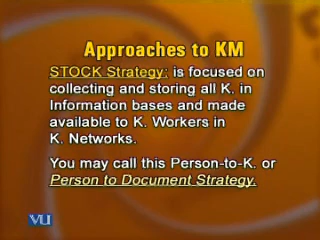 Approaches to KM
STOCK Strategy: is focused on
collecting and storing all K. in
Information bases and made
available to K. Workers in
K. Networks.
You may call this Person-to-K. or
Person to Document Strategy.
VU